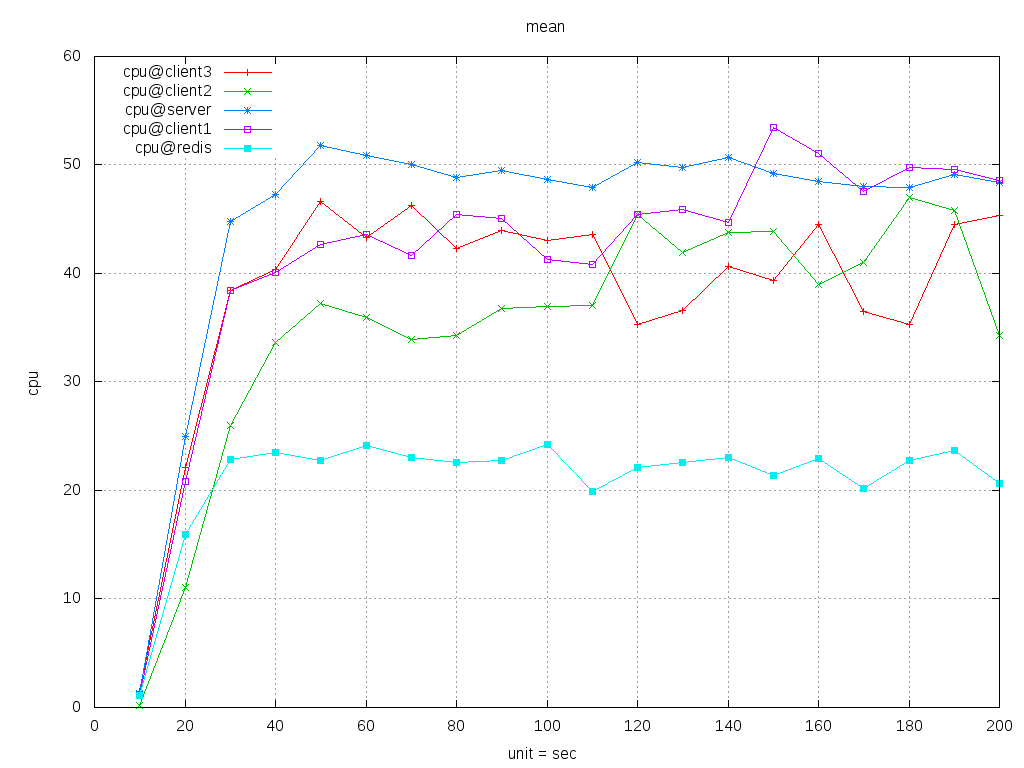 mean
60
50
40
30
20
10
0
cpu
cpu@client3
cpu@client2
cpu@server
cpu@client1
cpu@redis
0 20 40 60 80 100 120 140 160 180 200
unit = sec